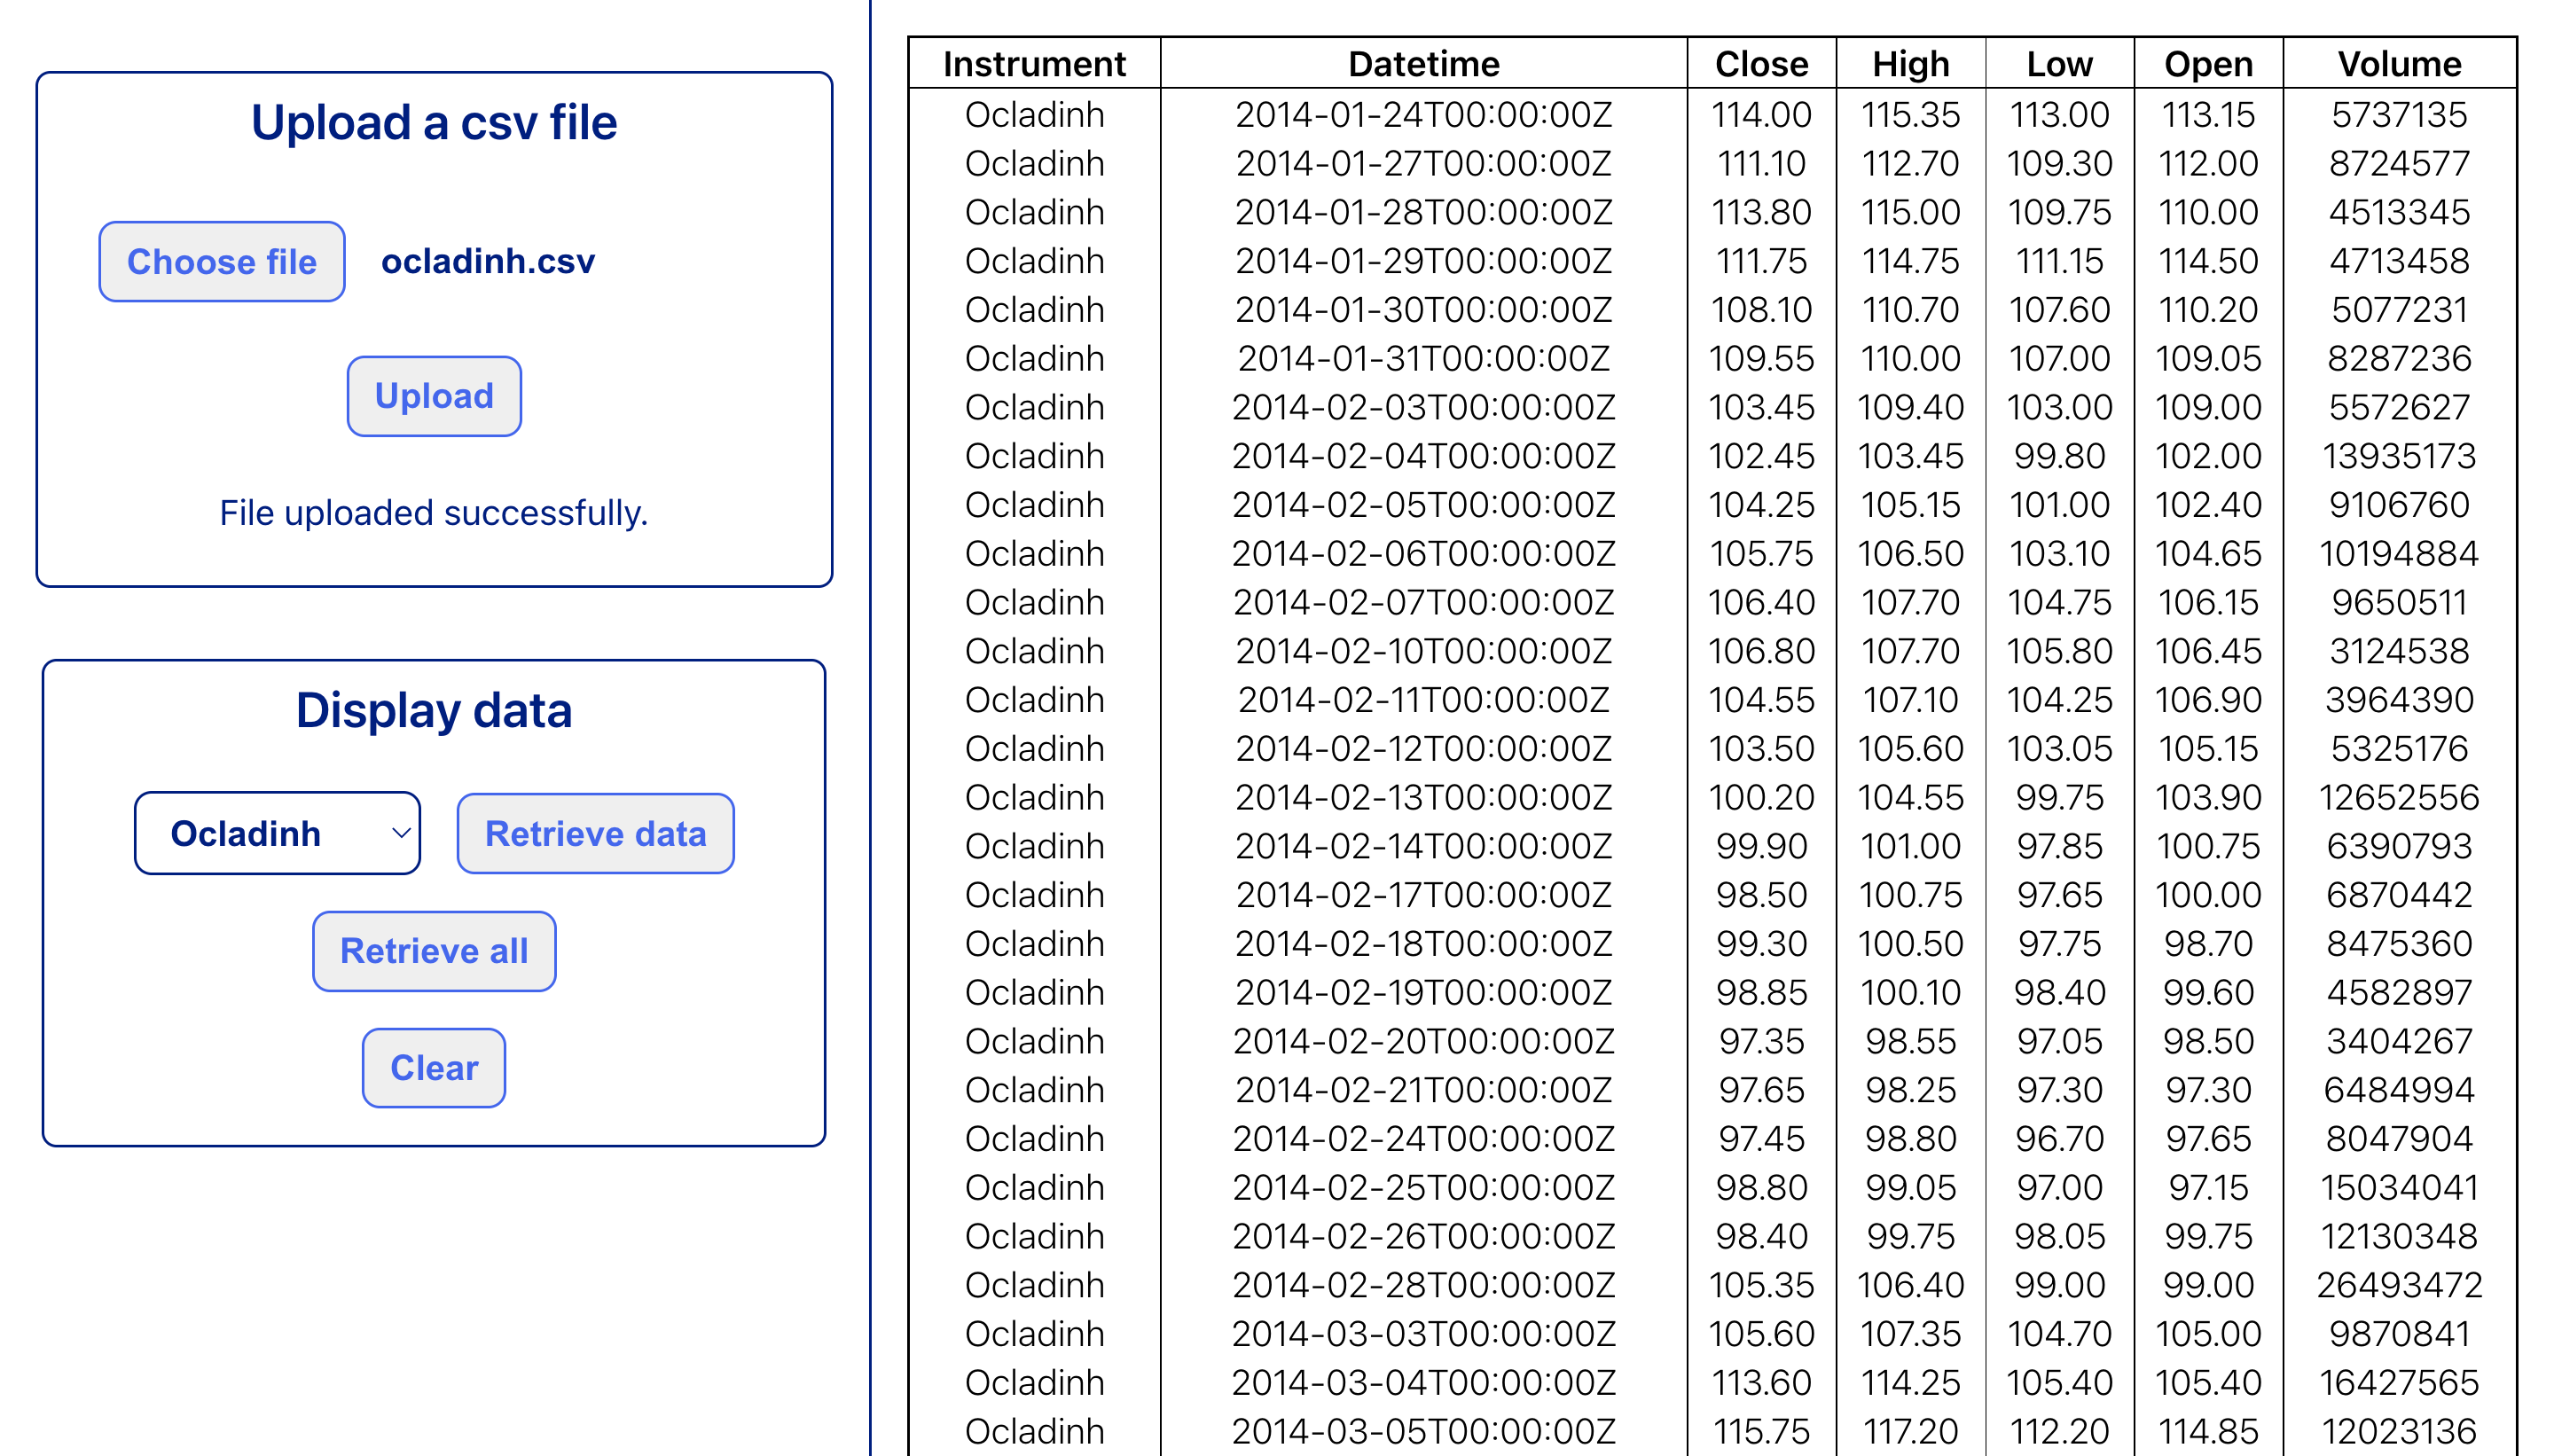 Upload a csv file
Choose file ocladinh.csv
Upload
File uploaded successfully.
Display data
Ocladinh Retrieve data
Retrieve all
Clear
Instrument Datetime Close High Low Open Volume
Ocladinh 2014-01-24T00:00:00Z 114.00 115.35 113.00 113.15 5737135
Ocladinh 2014-01-27T00:00:00Z 111.10 112.70 109.30 112.00 8724577
Ocladinh 2014-01-28T00:00:00Z 113.80 115.00 109.75 110.00 4513345
Ocladinh 2014-01-29T00:00:00Z 111.75 114.75 111.15 114.50 4713458
Ocladinh 2014-01-30T00:00:00Z 108.10 110.70 107.60 110.20 5077231
Ocladinh 2014-01-31T00:00:00Z 109.55 110.00 107.00 109.05 8287236
Ocladinh 2014-02-03T00:00:00Z 103.45 109.40 103.00 109.00 5572627
Ocladinh 2014-02-04T00:00:00Z 102.45 103.45 99.80 102.00 13935173
Ocladinh 2014-02-05T00:00:00Z 104.25 105.15 101.00 102.40 9106760
Ocladinh 2014-02-06T00:00:00Z 105.75 106.50 103.10 104.65 10194884
Ocladinh 2014-02-07T00:00:00Z 106.40 107.70 104.75 106.15 9650511
Ocladinh 2014-02-10T00:00:00Z 106.80 107.70 105.80 106.45 3124538
Ocladinh 2014-02-11T00:00:00Z 104.55 107.10 104.25 106.90 3964390
Ocladinh 2014-02-12T00:00:00Z 103.50 105.60 103.05 105.15 5325176
Ocladinh 2014-02-13T00:00:00Z 100.20 104.55 99.75 103.90 12652556
Ocladinh 2014-02-14T00:00:00Z 99.90 101.00 97.85 100.75 6390793
Ocladinh 2014-02-17T00:00:00Z 98.50 100.75 97.65 100.00 6870442
Ocladinh 2014-02-18T00:00:00Z 99.30 100.50 97.75 98.70 8475360
Ocladinh 2014-02-19T00:00:00Z 98.85 100.10 98.40 99.60 4582897
Ocladinh 2014-02-20T00:00:00Z 97.35 98.55 97.05 98.50 3404267
Ocladinh 2014-02-21T00:00:00Z 97.65 98.25 97.30 97.30 6484994
Ocladinh 2014-02-24T00:00:00Z 97.45 98.80 96.70 97.65 8047904
Ocladinh 2014-02-25T00:00:00Z 98.80 99.05 97.00 97.15 15034041
Ocladinh 2014-02-26T00:00:00Z 98.40 99.75 98.05 99.75 12130348
Ocladinh 2014-02-28T00:00:00Z 105.35 106.40 99.00 99.00 26493472
Ocladinh 2014-03-03T00:00:00Z 105.60 107.35 104.70 105.00 9870841
Ocladinh 2014-03-04T00:00:00Z 113.60 114.25 105.40 105.40 16427565
Ocladinh 2014-03-05T00:00:00Z 115.75 117.20 112.20 114.85 12023136